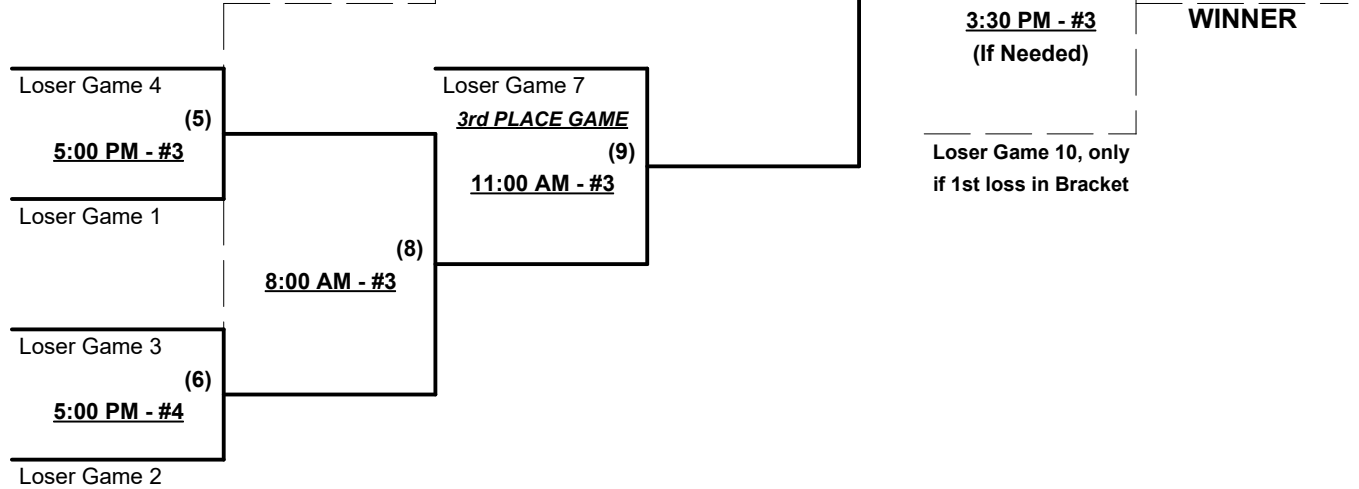 3:30 PM - #3
WINNER
(If Needed)
Loser Game 4
(5)
5:00 PM - #3
Loser Game 1
Loser Game 7
3rd PLACE GAME
(9)
11:00 AM - #3
Loser Game 10, only
if 1st loss in Bracket
(8)
8:00 AM - #3
Loser Game 3
(6)
5:00 PM - #4
Loser Game 2